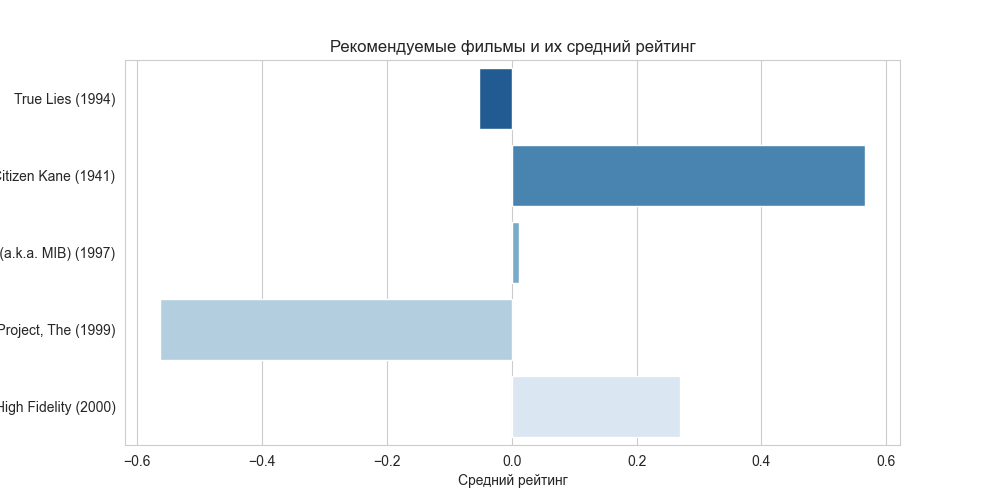 Рекомендуемые фильмы и их средний рейтинг
True Lies (1994)
Citizen Kane (1941)
(a.k.a. MIB) (1997)
Project, The (1999)
High Fidelity (2000)
−0.6 −0.4 −0.2 0.0 0.2 0.4 0.6
Средний рейтинг